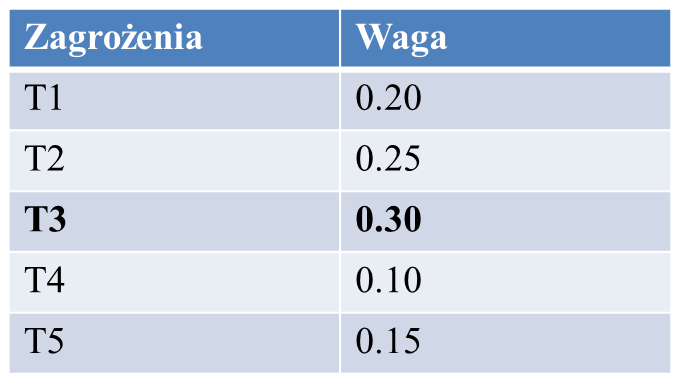 Zagrożenia Waga
T1 0.20
T2 0.25
T3 0.30
T4 0.10
T5 0.15